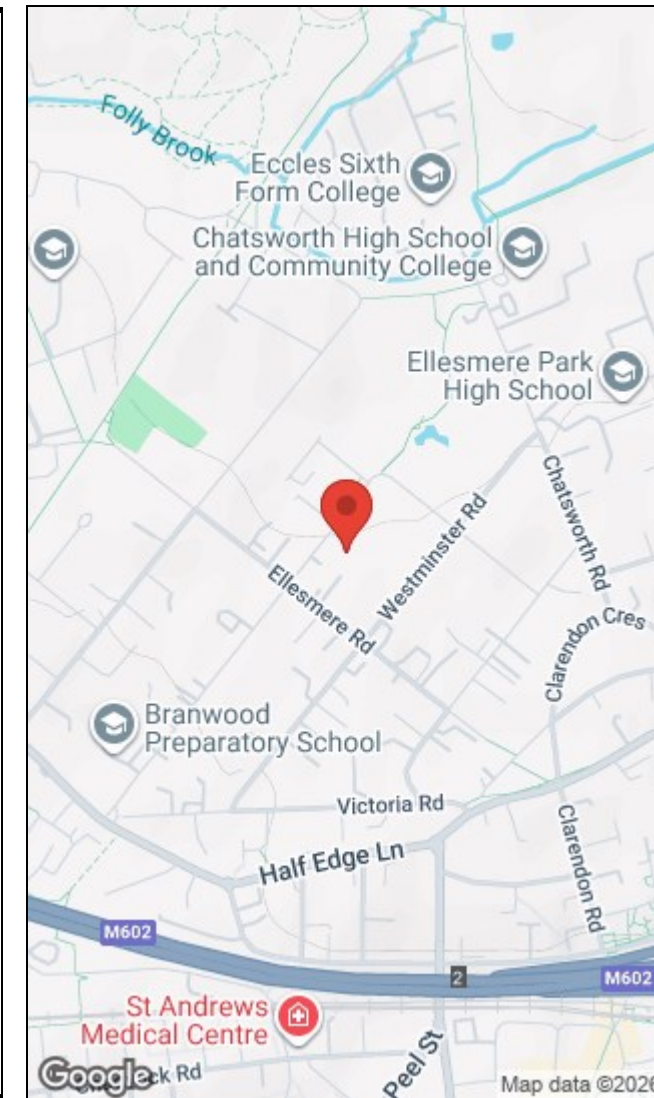 Folly Brook
Eccles Sixth
Form College
Chatsworth High School
and Community College
Ellesmere Park
High School
Chatsworth Rd
Westminster Rd
Ellesmere Rd
Clarendon Cres
Branwood
Preparatory School
Victoria Rd
Half Edge Ln
Clarendon Rd
M602
2
M602
St Andrews
Medical Centre
Peel St
Google
Rd
Map data ©2026